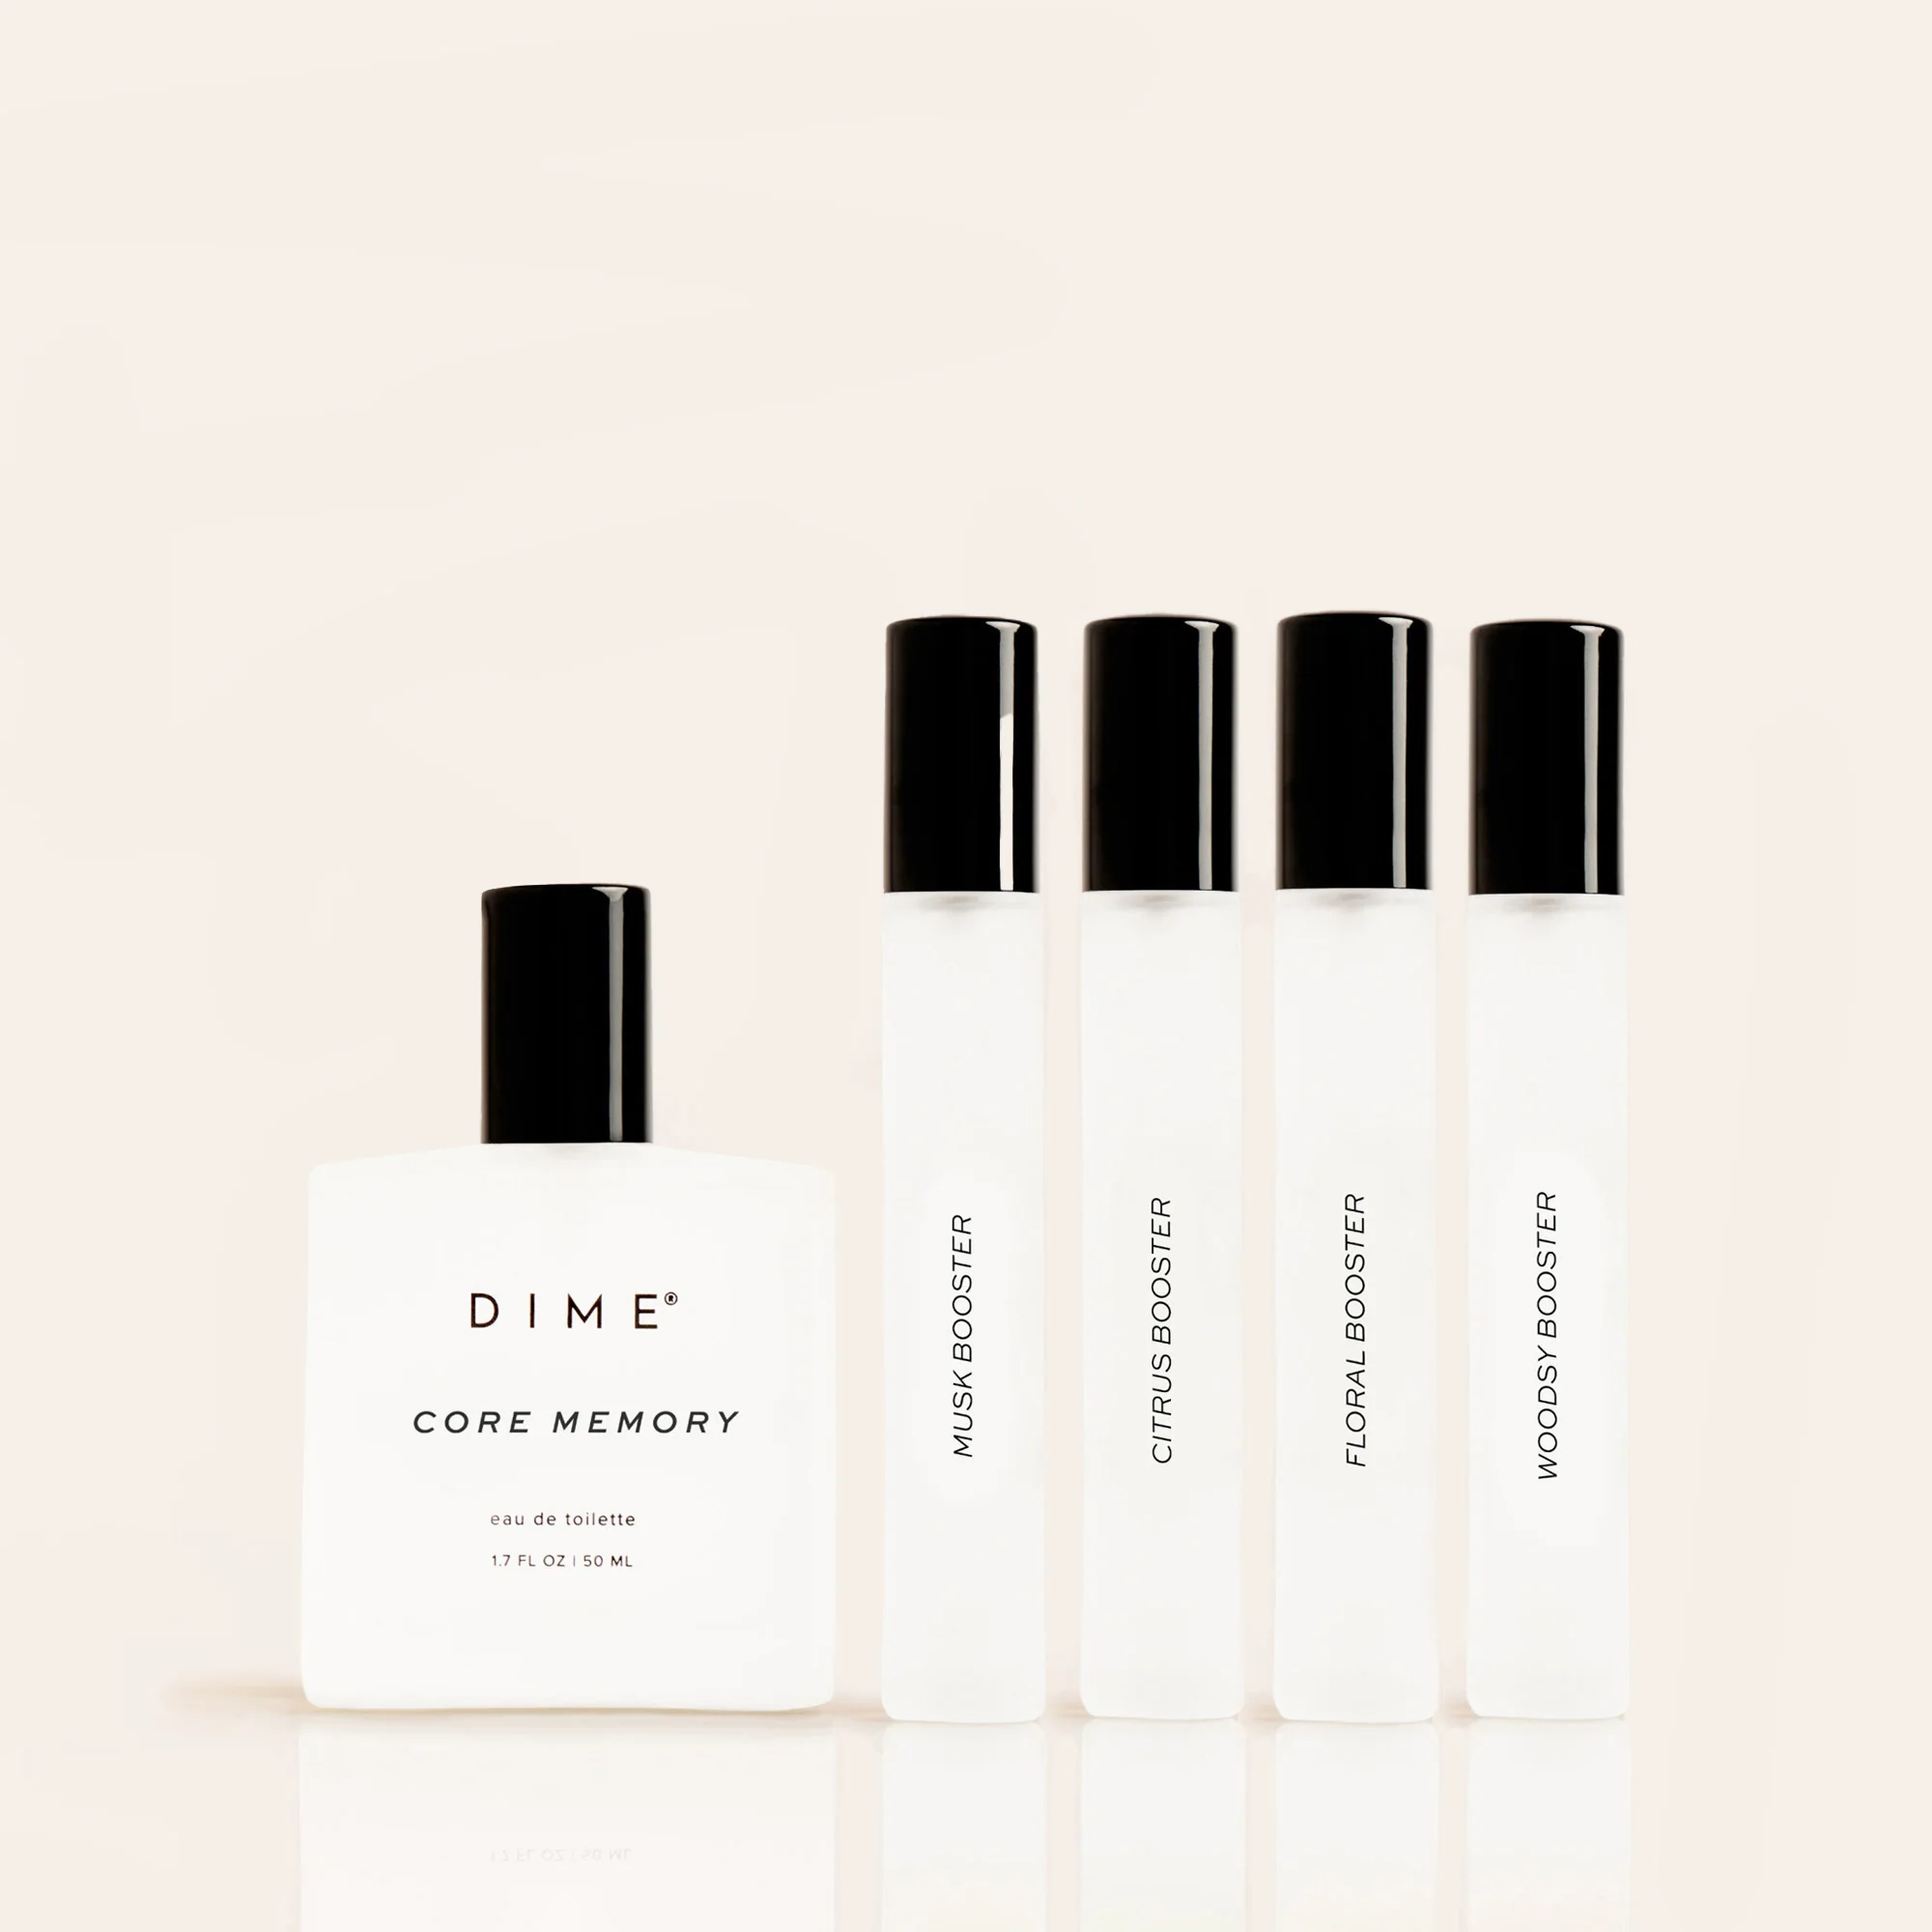 DIME®
CORE MEMORY
eau de toilette
1.7 FL OZ | 50 ML
MUSK BOOSTER
CITRUS BOOSTER
FLORAL BOOSTER
WOODSY BOOSTER